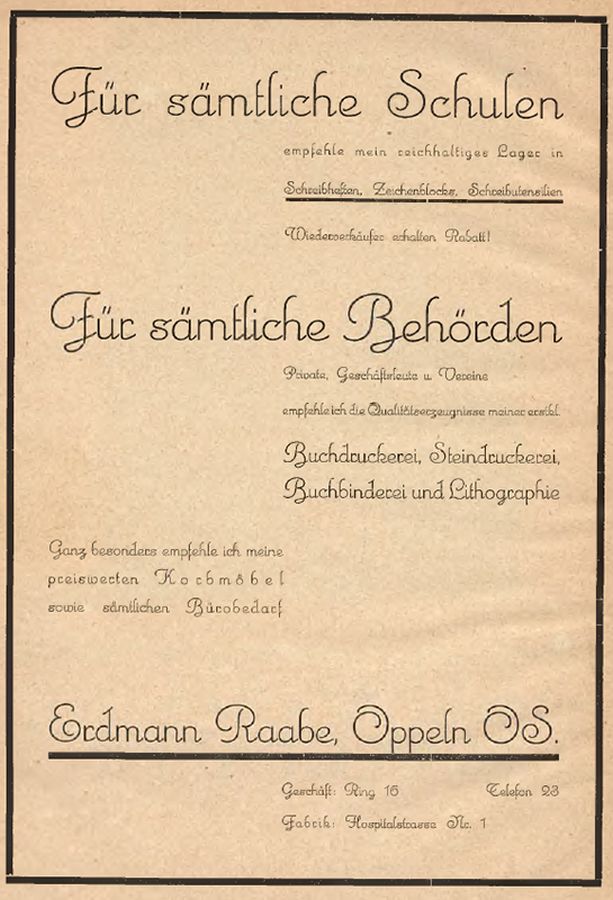 Für sämtliche Schulen
empfehle mein reichhaltiges Lager in
Schreibheften, Zeichenblocks, Schreibutensilien
Wiederverkäufer erhalten Rabatt!
Für sämtliche Behörden
Private, Geschäftsleute u. Vereine
empfehle ich die Qualitätserzeugnisse meiner erstkl.
Buchdruckerei, Steindruckerei,
Buchbinderei und Lithographie
Ganz besonders empfehle ich meine
preiswerten Korbmöbel
sowie sämtlichen Bürobedarf
Erdmann Raabe, Oppeln OS.
Geschäft: Ring 16 Telefon 23
Fabrik: Hospitalstrasse Nr. 1